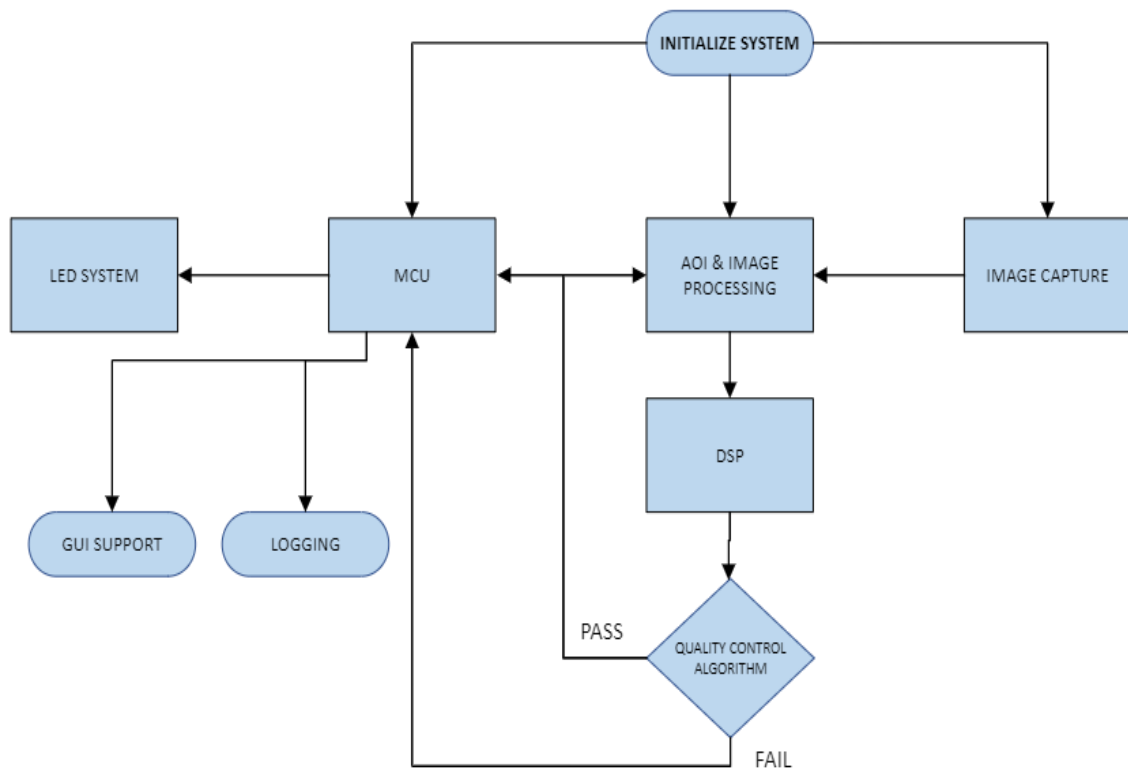 INITIALIZE SYSTEM
LED SYSTEM
MCU
AOI & IMAGE
PROCESSING
IMAGE CAPTURE
DSP
GUI SUPPORT
LOGGING
PASS
QUALITY CONTROL
ALGORITHM
FAIL